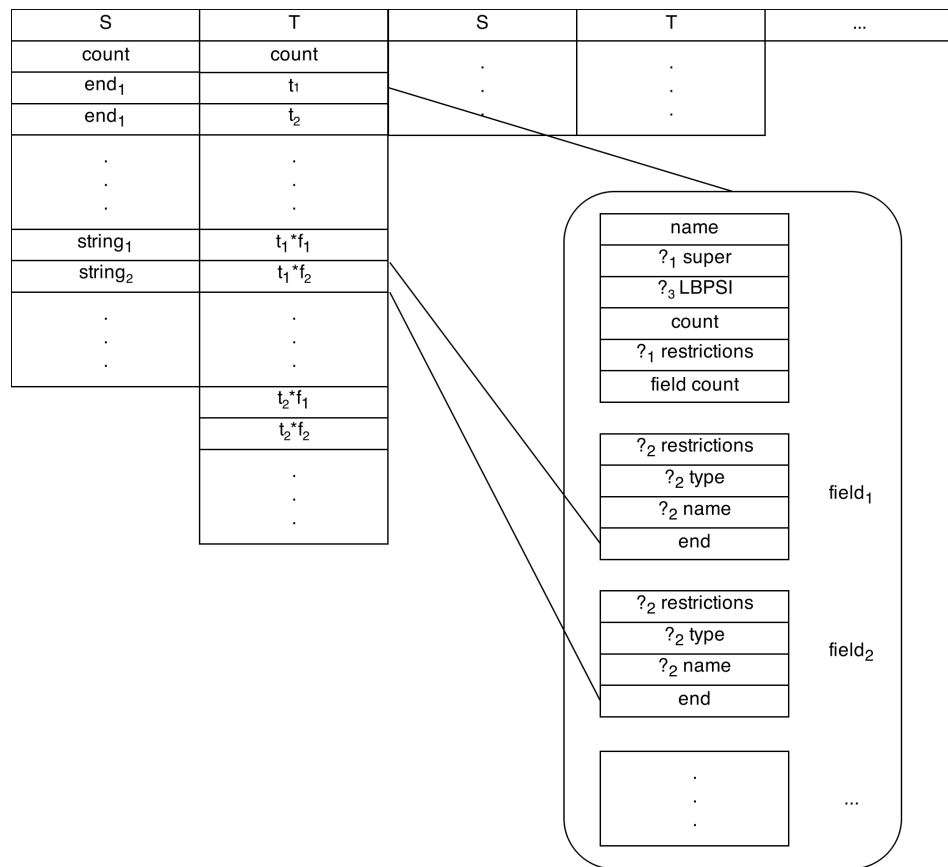 S T S T ...
count count
end₁ t₁
end₁ t₂
string₁ t₁*f₁
string₂ t₁*f₂
t₂*f₁
t₂*f₂
name
?₁ super
?₃ LBPSI
count
?₁ restrictions
field count
?₂ restrictions
?₂ type
field₁
?₂ name
end
?₂ restrictions
?₂ type
field₂
?₂ name
end
...